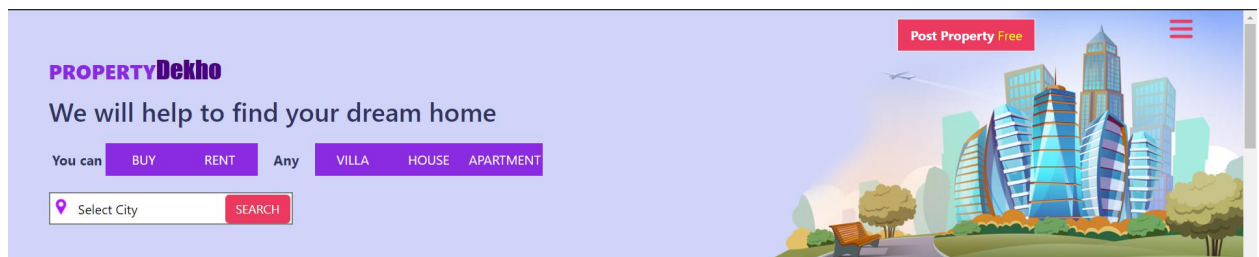 Post Property Free
PROPERTYDekho
We will help to find your dream home
You can BUY RENT Any VILLA HOUSE APARTMENT
Select City SEARCH